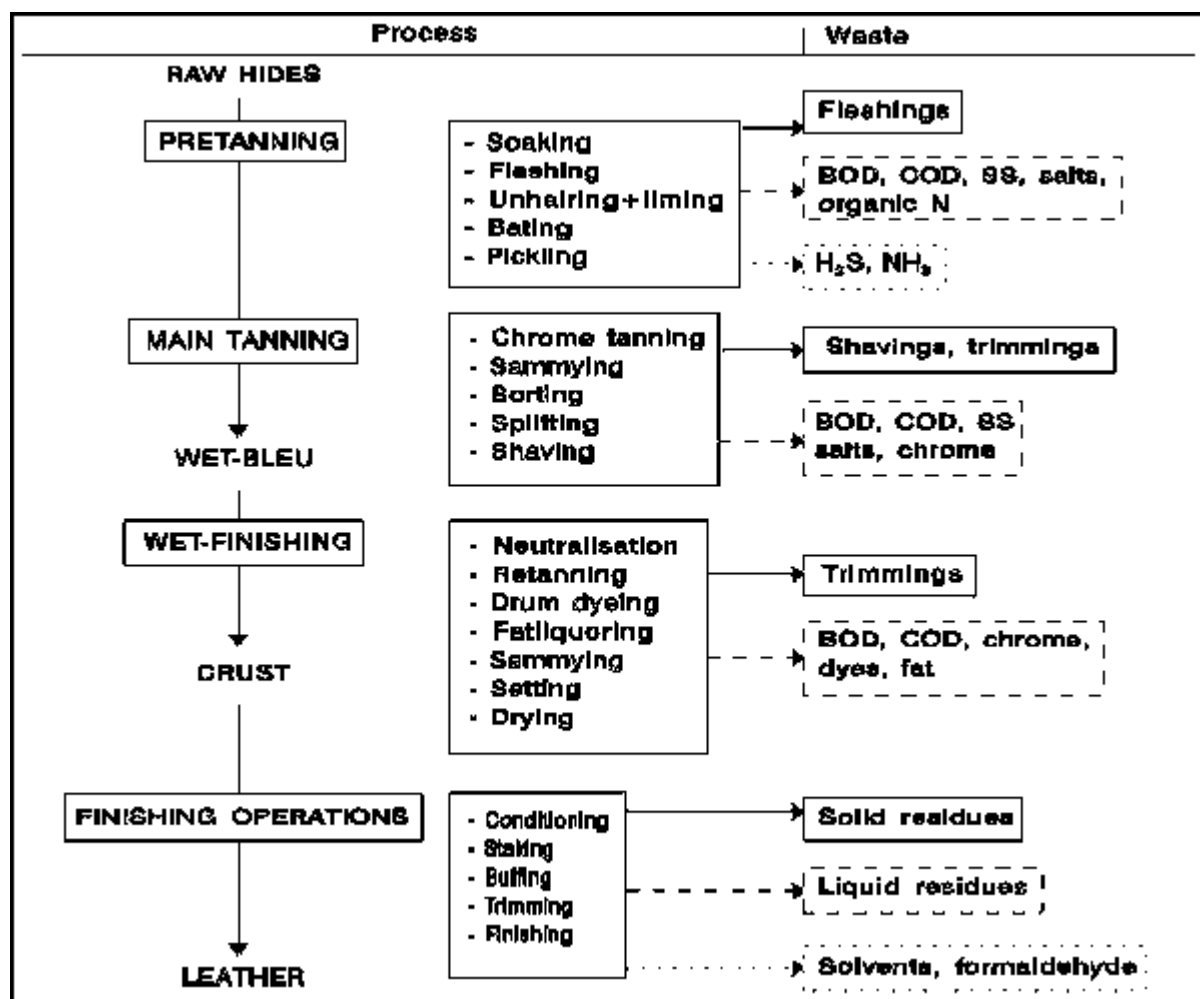 Process
Waste
RAW HIDES
PRETANNING
- Soaking
- Fleshing
- Unhairing+liming
- Bating
- Pickling
Fleshings
BOD, COD, SS, salts,
organic N
H₂S, NH₃
MAIN TANNING
- Chrome tanning
- Sammying
- Sorting
- Splitting
- Shaving
Shavings, trimmings
BOD, COD, SS
salts, chrome
WET-BLEU
WET-FINISHING
- Neutralisation
- Retanning
- Drum dyeing
- Fatliquoring
- Sammying
- Setting
- Drying
Trimmings
BOD, COD, chrome,
dyes, fat
CRUST
FINISHING OPERATIONS
- Conditioning
- Staking
- Buffing
- Trimming
- Finishing
Solid residues
Liquid residues
Solvents, formaldehyde
LEATHER